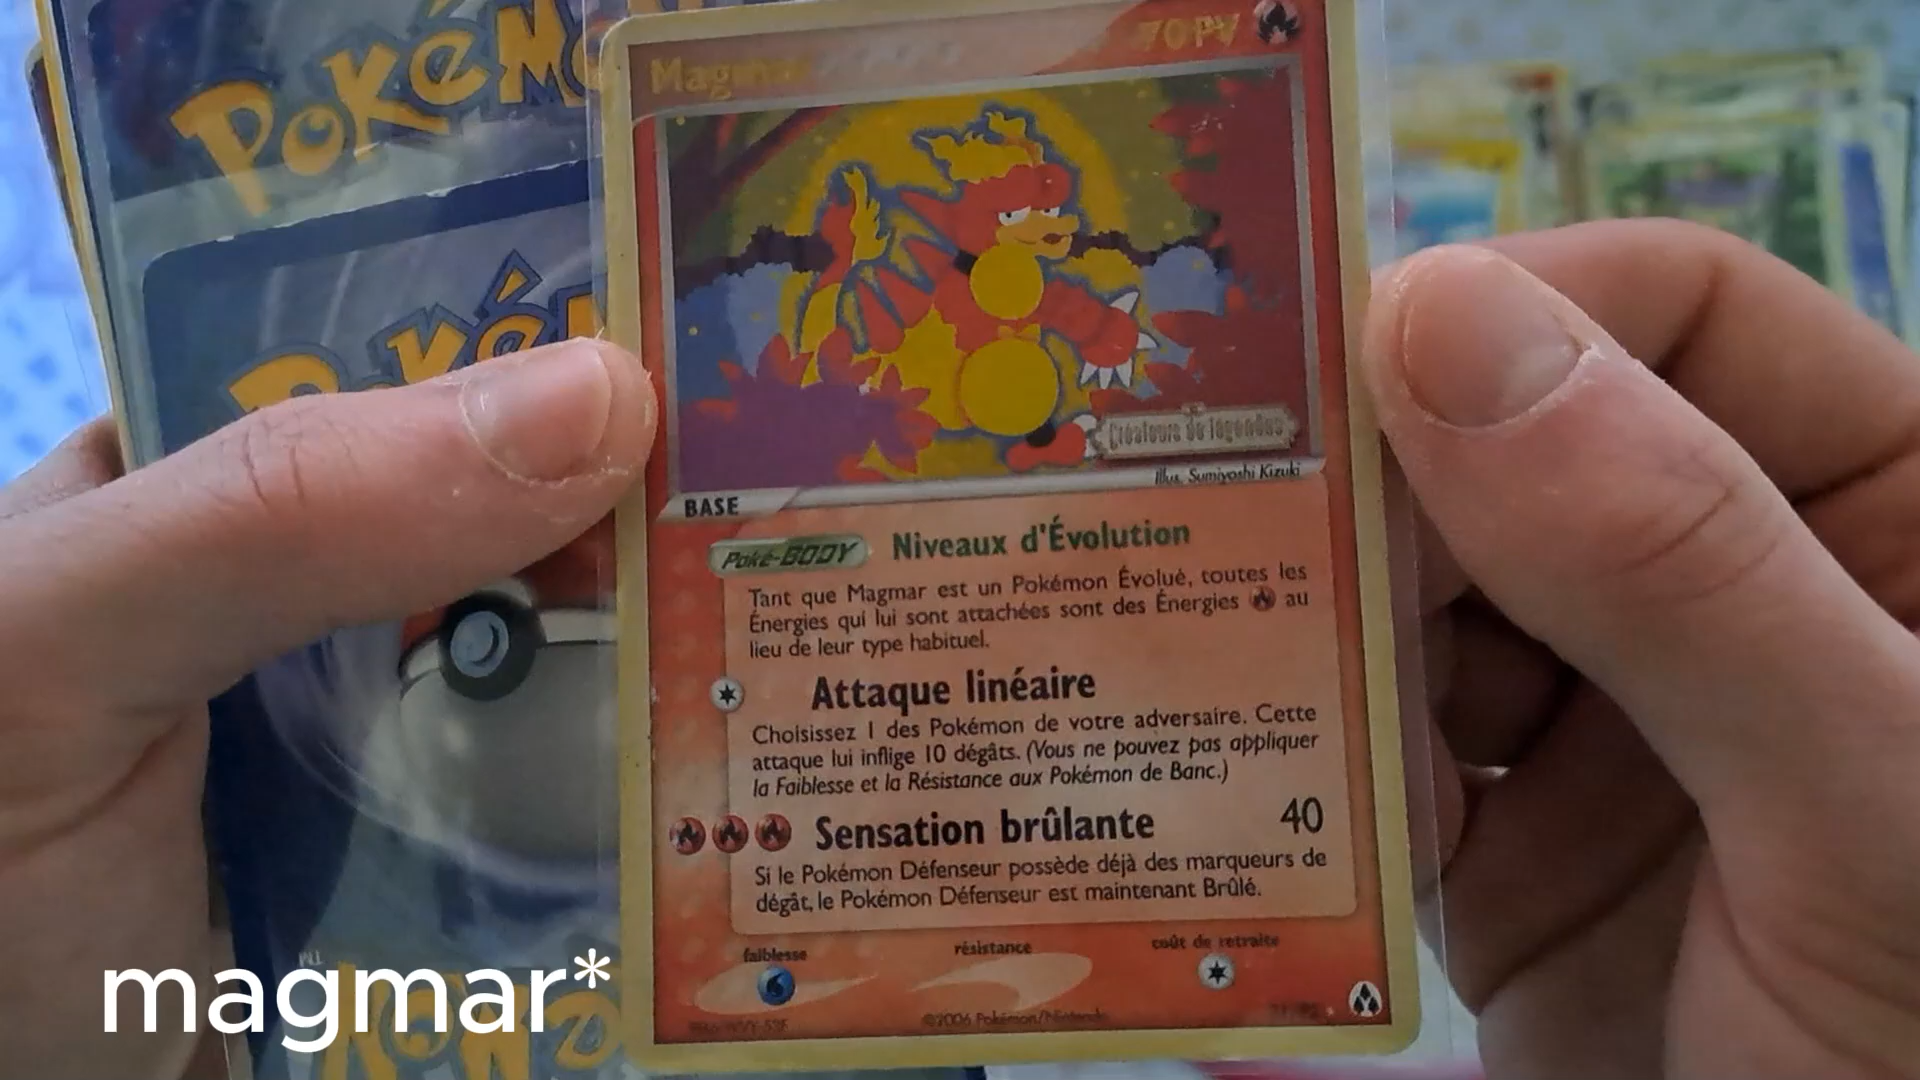 POKÉMO
Poké
Magmar
70 PV
Créateurs de légendes
Illus. Sumiyoshi Kizuki
BASE
Poké-BODY Niveaux d'Évolution
Tant que Magmar est un Pokémon Évolué, toutes les
Énergies qui lui sont attachées sont des Énergies au
lieu de leur type habituel.
Attaque linéaire
Choisissez 1 des Pokémon de votre adversaire. Cette
attaque lui inflige 10 dégâts. (Vous ne pouvez pas appliquer
la Faiblesse et la Résistance aux Pokémon de Banc.)
Sensation brûlante 40
Si le Pokémon Défenseur possède déjà des marqueurs de
dégât, le Pokémon Défenseur est maintenant Brûlé.
faiblesse résistance coût de retraite
©2006 Pokémon/Nintendo
magmar*